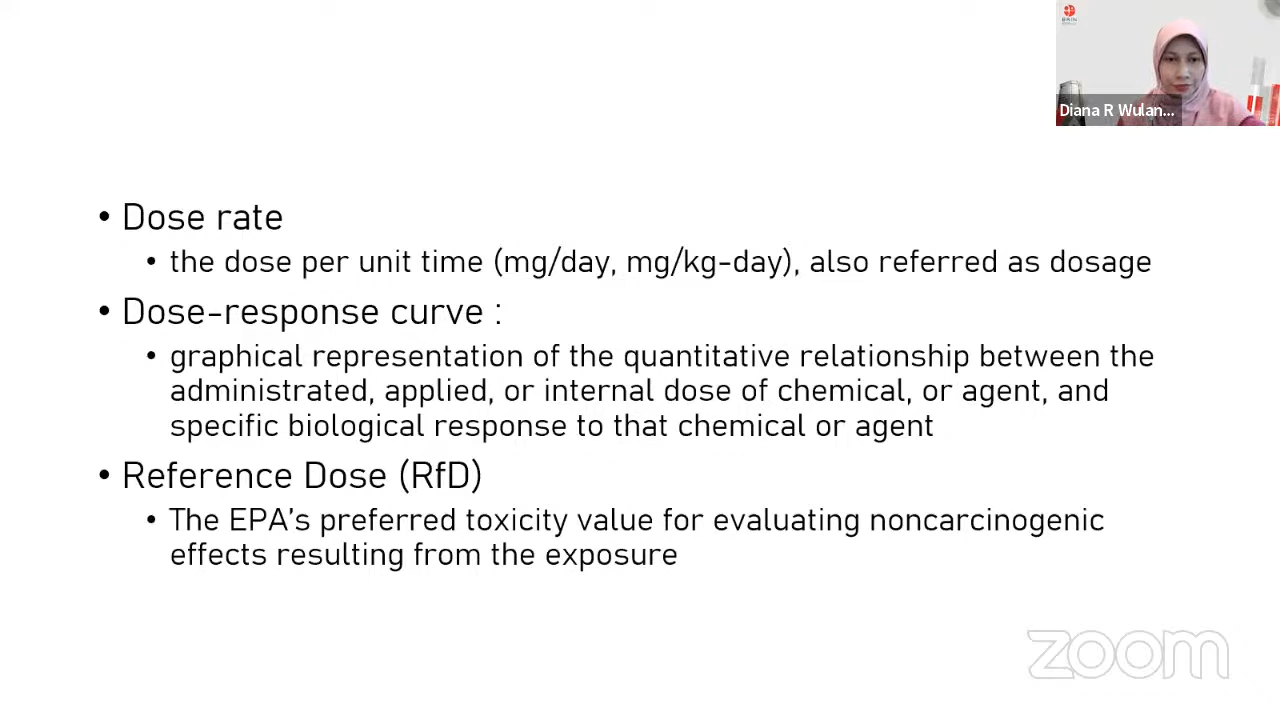 BRIN
Diana R Wulan...
• Dose rate
• the dose per unit time (mg/day, mg/kg-day), also referred as dosage
• Dose-response curve :
• graphical representation of the quantitative relationship between the
administrated, applied, or internal dose of chemical, or agent, and
specific biological response to that chemical or agent
• Reference Dose (RfD)
• The EPA's preferred toxicity value for evaluating noncarcinogenic
effects resulting from the exposure
zoom